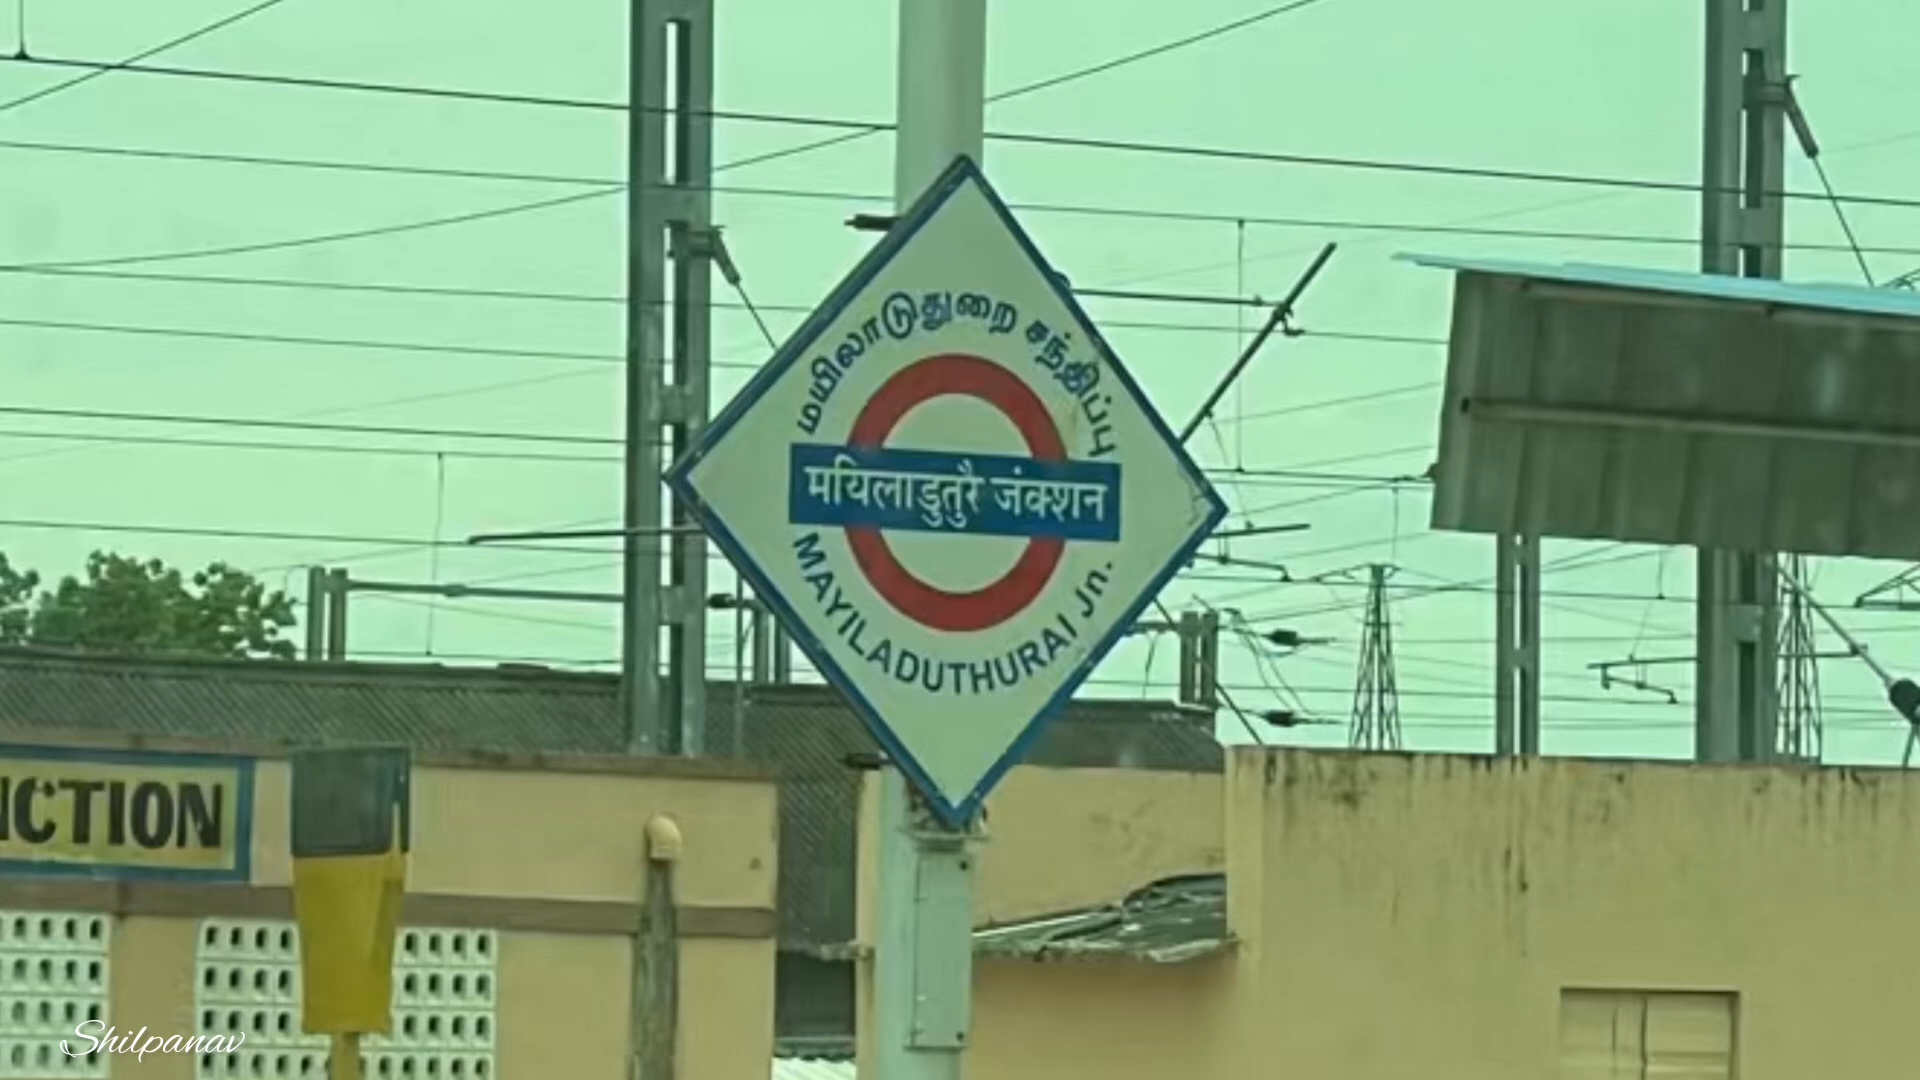 மயிலாடுதுறை சந்திப்பு
मयिलाडुतुरै जंक्शन
MAYILADUTHURAI Jn.
NCTION
Shilpanav